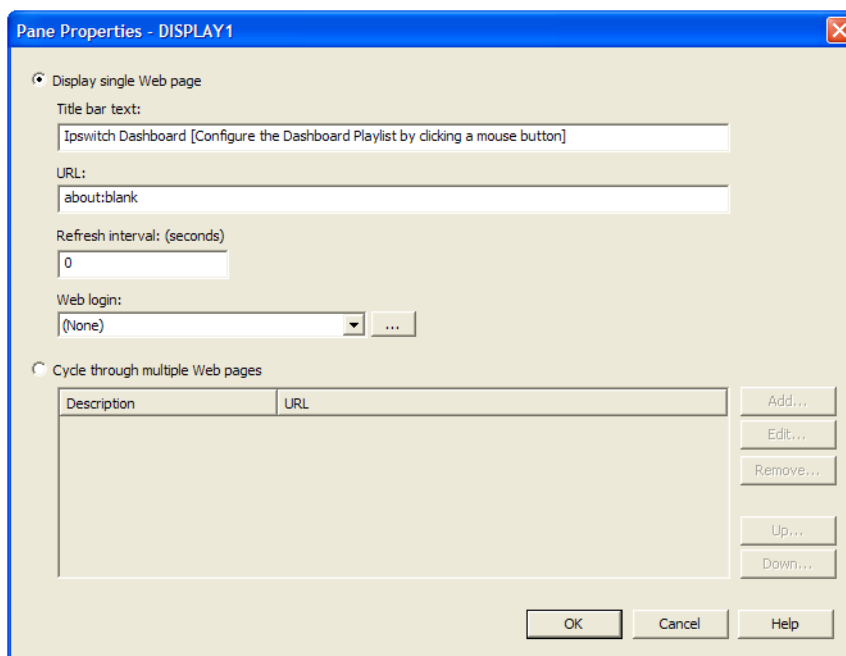 Pane Properties - DISPLAY1
Display single Web page
Title bar text:
Ipswitch Dashboard [Configure the Dashboard Playlist by clicking a mouse button]
URL:
about:blank
Refresh interval: (seconds)
0
Web login:
(None)
...
Cycle through multiple Web pages
Description URL
Add...
Edit...
Remove...
Up...
Down...
OK Cancel Help